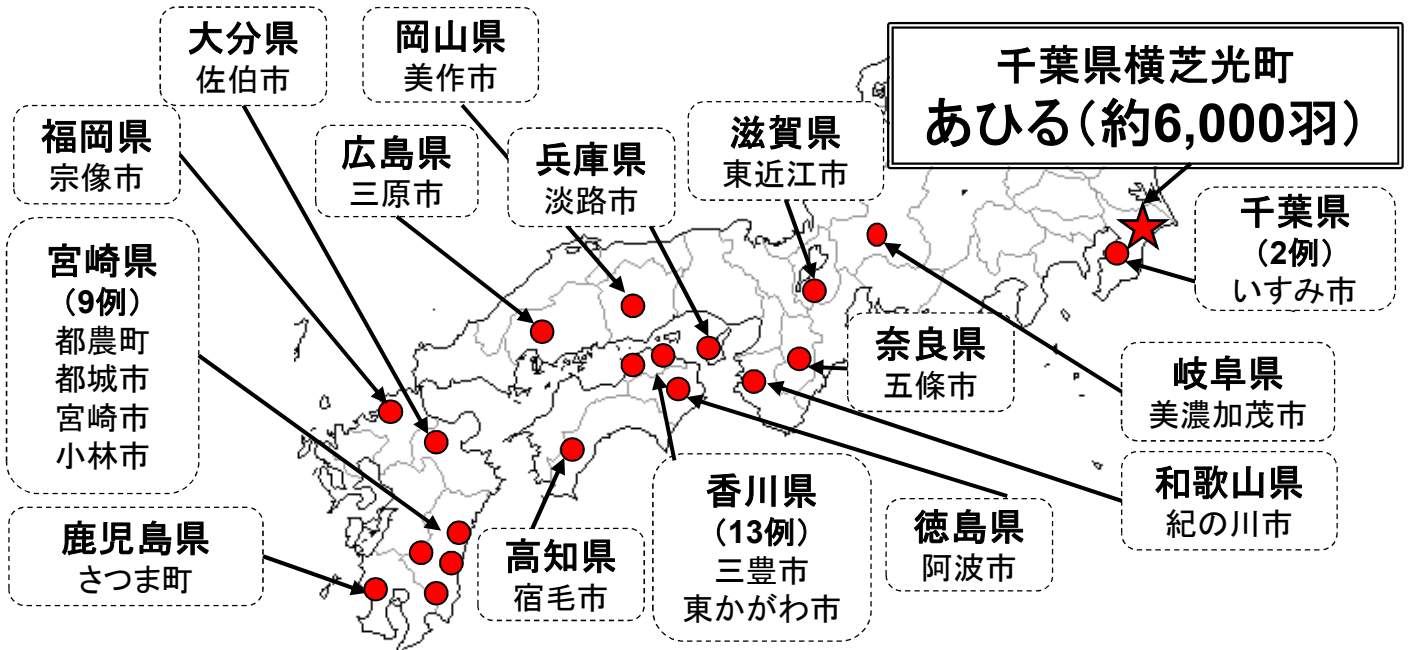 大分県
佐伯市
岡山県
美作市
千葉県横芝光町
あひる（約6,000羽）
福岡県
宗像市
広島県
三原市
兵庫県
淡路市
滋賀県
東近江市
千葉県
（2例）
いすみ市
宮崎県
（9例）
都農町
都城市
宮崎市
小林市
奈良県
五條市
岐阜県
美濃加茂市
和歌山県
紀の川市
鹿児島県
さつま町
高知県
宿毛市
香川県
（13例）
三豊市
東かがわ市
徳島県
阿波市